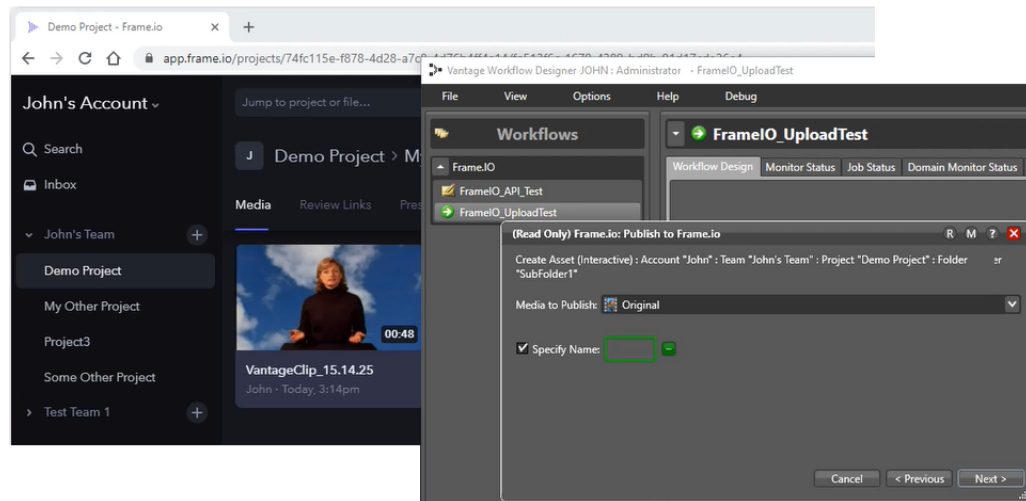 Demo Project - Frame.io
app.frame.io/projects/74fc115e-f878-4d28-a7c
John's Account
Jump to project or file...
Search
Inbox
J Demo Project > M
Media Review Links Pres
John's Team
Demo Project
My Other Project
Project3
Some Other Project
Test Team 1
00:48
VantageClip_15.14.25
John - Today, 3:14pm
Vantage Workflow Designer JOHN : Administrator - FrameIO_UploadTest
File View Options Help Debug
Workflows
Frame.IO
FrameIO_API_Test
FrameIO_UploadTest
FrameIO_UploadTest
Workflow Design Monitor Status Job Status Domain Monitor Status
(Read Only) Frame.io: Publish to Frame.io R M ? X
Create Asset (Interactive) : Account "John" : Team "John's Team" : Project "Demo Project" : Folder er
"SubFolder1"
Media to Publish: Original
Specify Name:
Cancel < Previous Next >